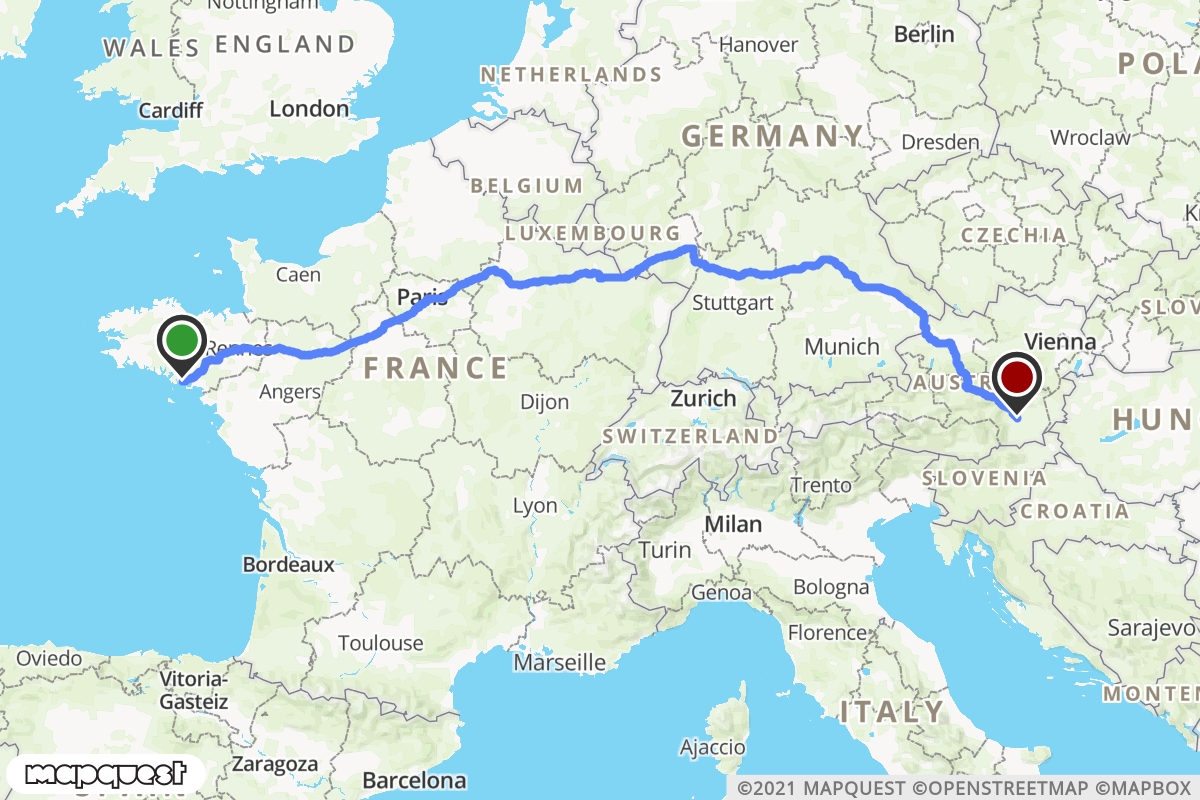 Nottingham
WALES
ENGLAND
Hanover
Berlin
NETHERLANDS
POLA
Cardiff
London
GERMANY
Dresden
Wroclaw
BELGIUM
LUXEMBOURG
CZECHIA
K
Caen
Paris
Stuttgart
SLOV
Rennes
Munich
Vienna
FRANCE
Angers
AUSTR
Dijon
Zurich
HUN
SWITZERLAND
SLOVENIA
Lyon
Trento
CROATIA
Milan
Turin
Bordeaux
Genoa
Bologna
Toulouse
Florence
Sarajevo
Oviedo
Marseille
Vitoria-
Gasteiz
MONTEN
ITALY
Ajaccio
Zaragoza
mapquest
Barcelona
©2021 MAPQUEST ©OPENSTREETMAP ©MAPBOX